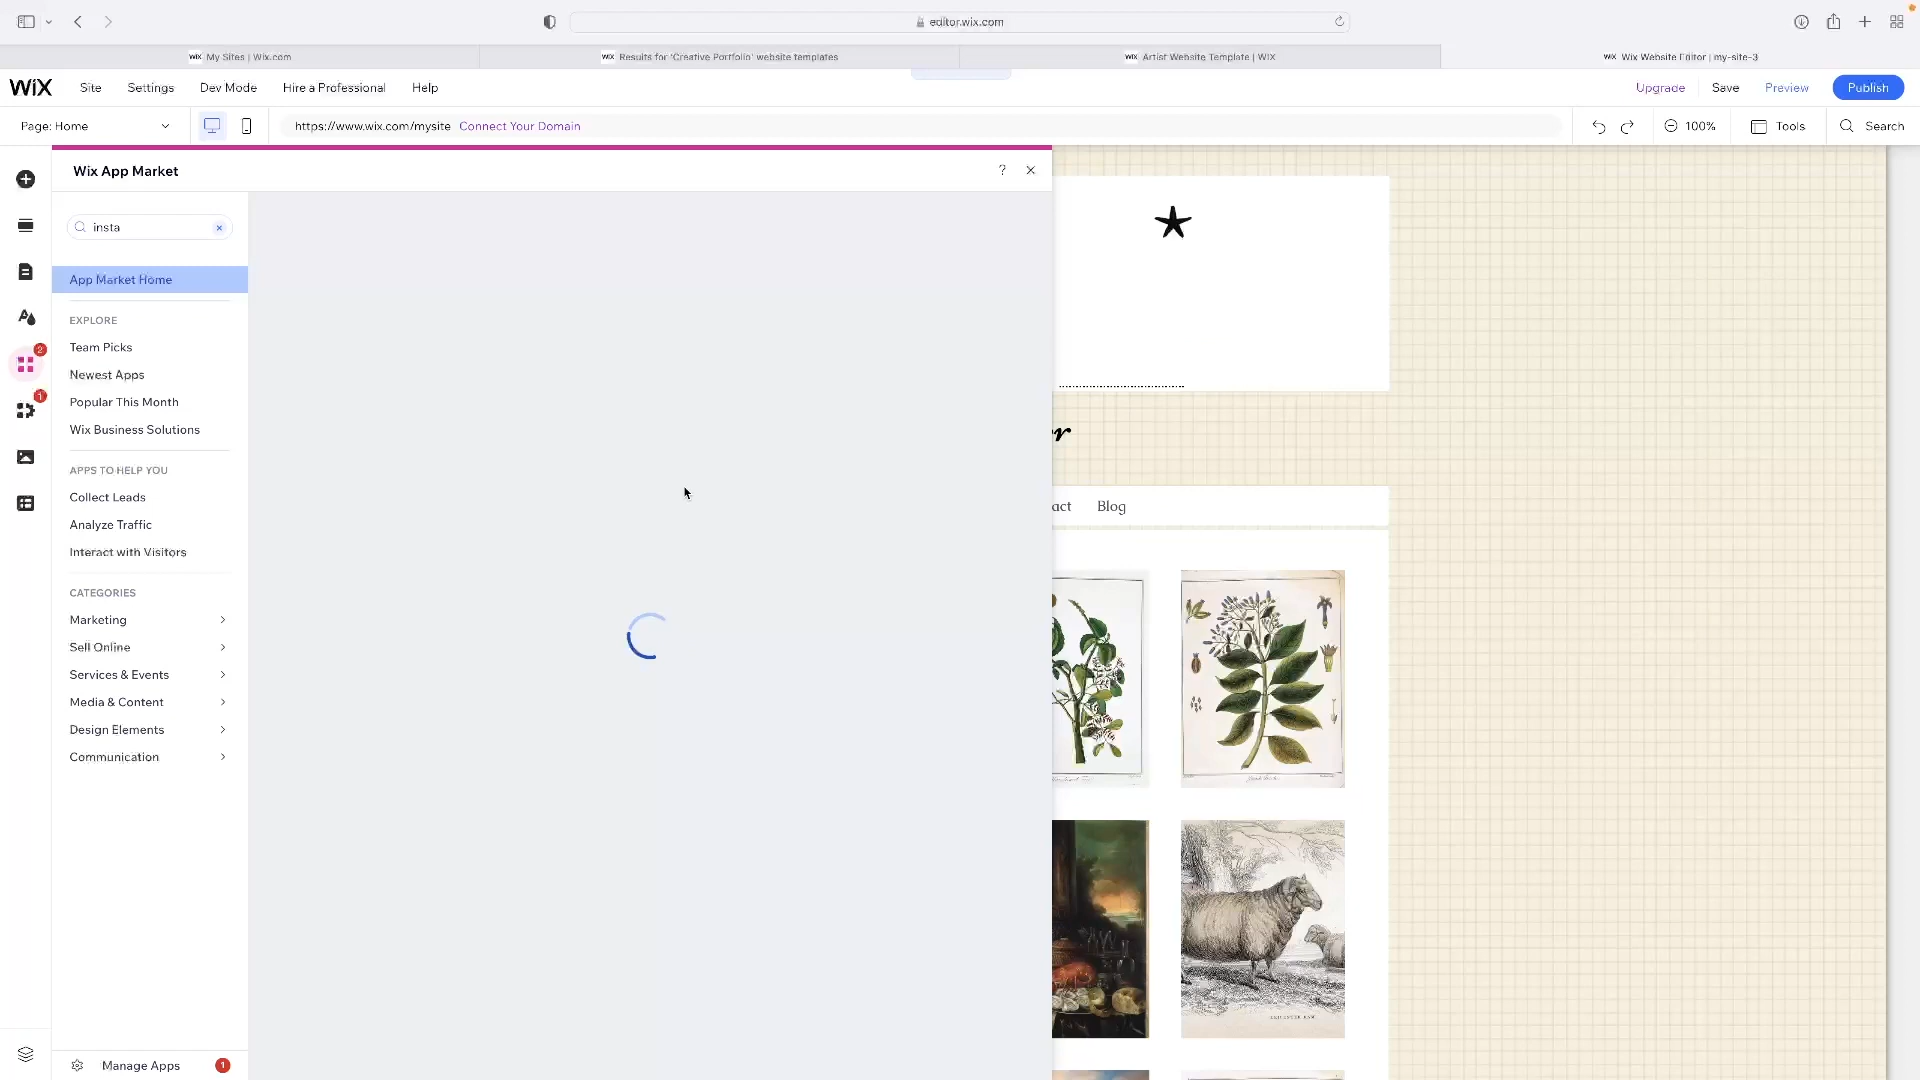 editor.wix.com
WIX My Sites | Wix.com
WIX Results for 'Creative Portfolio' website templates
WIX Artist Website Template | WIX
WIX Wix Website Editor | my-site-3
WIX Site Settings Dev Mode Hire a Professional Help Upgrade Save Preview Publish
Page: Home https://www.wix.com/mysite Connect Your Domain 100% Tools Search
Wix App Market ? ×
insta
App Market Home
EXPLORE
Team Picks
2
Newest Apps
1
Popular This Month
Wix Business Solutions
APPS TO HELP YOU
Collect Leads
Analyze Traffic
Interact with Visitors
CATEGORIES
Marketing
Sell Online
Services & Events
Media & Content
Design Elements
Communication
Manage Apps 1
r
act Blog